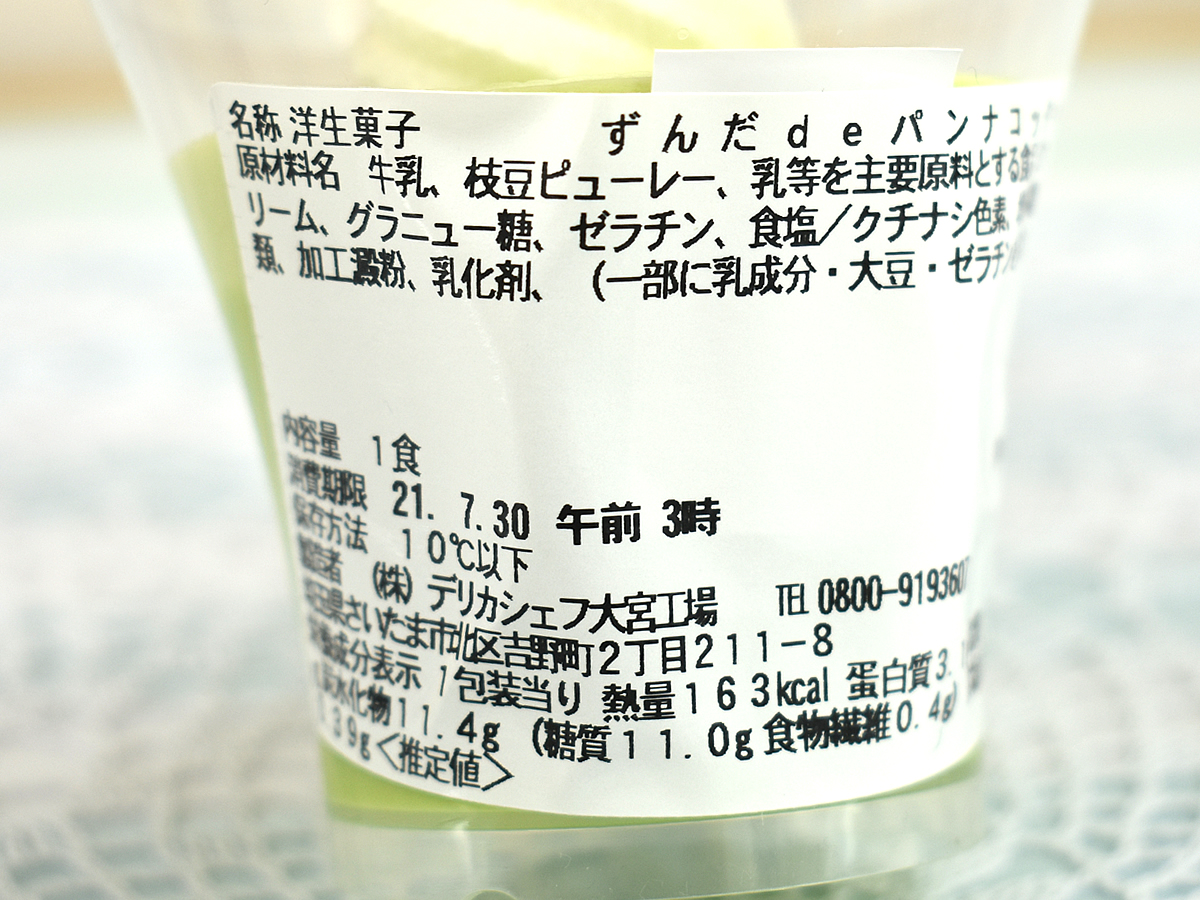 名称 洋生菓子 ずんだdeパンナコッ
原材料名 牛乳、枝豆ピューレー、乳等を主要原料とする食
リーム、グラニュー糖、ゼラチン、食塩／クチナシ色素、
類、加工澱粉、乳化剤、（一部に乳成分・大豆・ゼラチン
内容量 1食
消費期限 21. 7.30 午前 3時
保存方法 10℃以下
製造者 （株）デリカシェフ大宮工場 TEL 0800-9193607
県さいたま市北区吉野町2丁目211-8
成分表示 1包装当り 熱量163kcal 蛋白質3.
炭水化物11.4g （糖質11.0g 食物繊維0.4g）
39g<推定値>